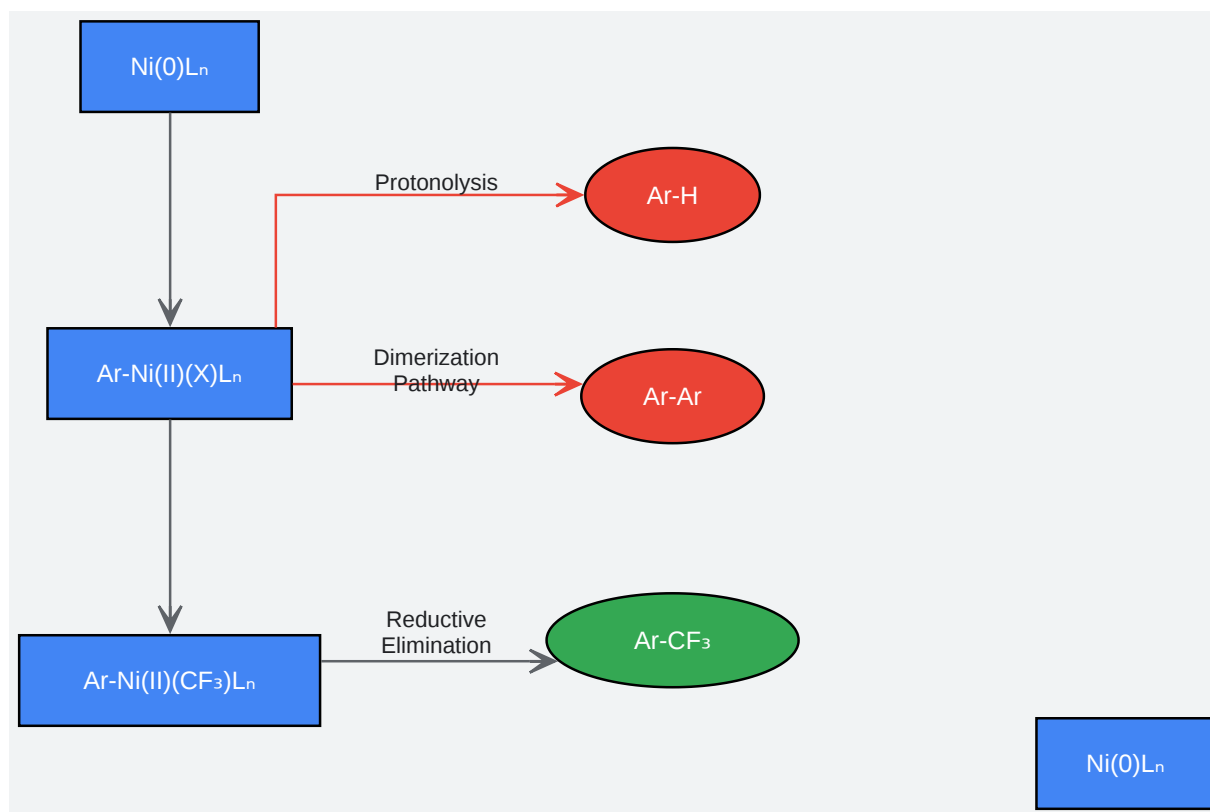 Ni(0)Lₙ
Protonolysis
Ar-H
Ar-Ni(II)(X)Lₙ
Dimerization
Pathway
Ar-Ar
Reductive
Elimination
Ar-CF₃
Ar-Ni(II)(CF₃)Lₙ
Ni(0)Lₙ